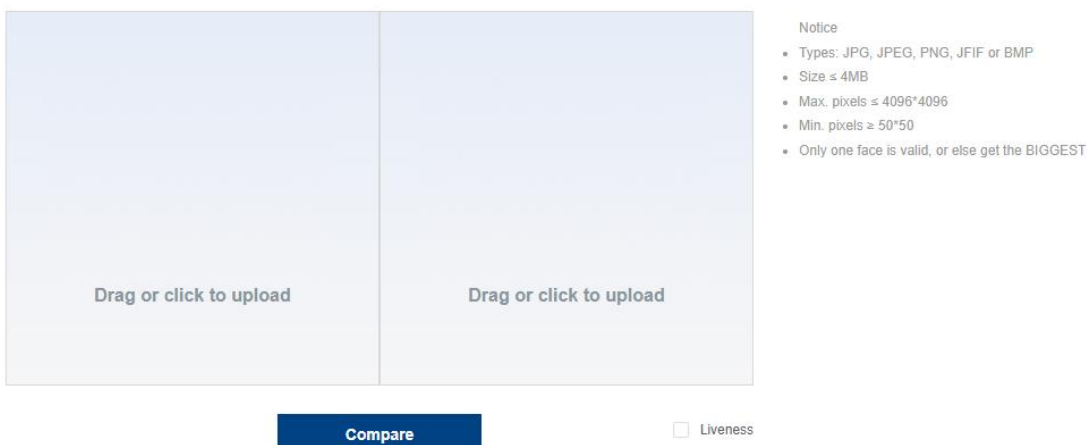 Notice
Types: JPG, JPEG, PNG, JFIF or BMP
Size ≤ 4MB
Max. pixels ≤ 4096*4096
Min. pixels ≥ 50*50
Only one face is valid, or else get the BIGGEST
Drag or click to upload
Drag or click to upload
Compare
Liveness